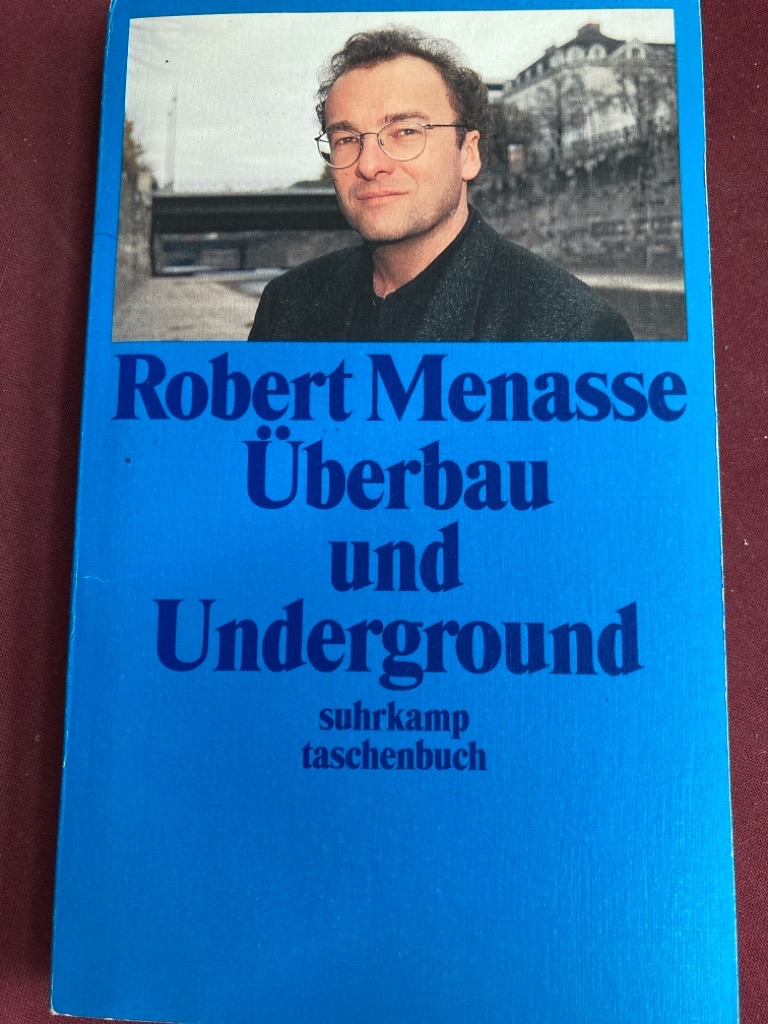 Robert Menasse
Überbau
und
Underground
suhrkamp
taschenbuch